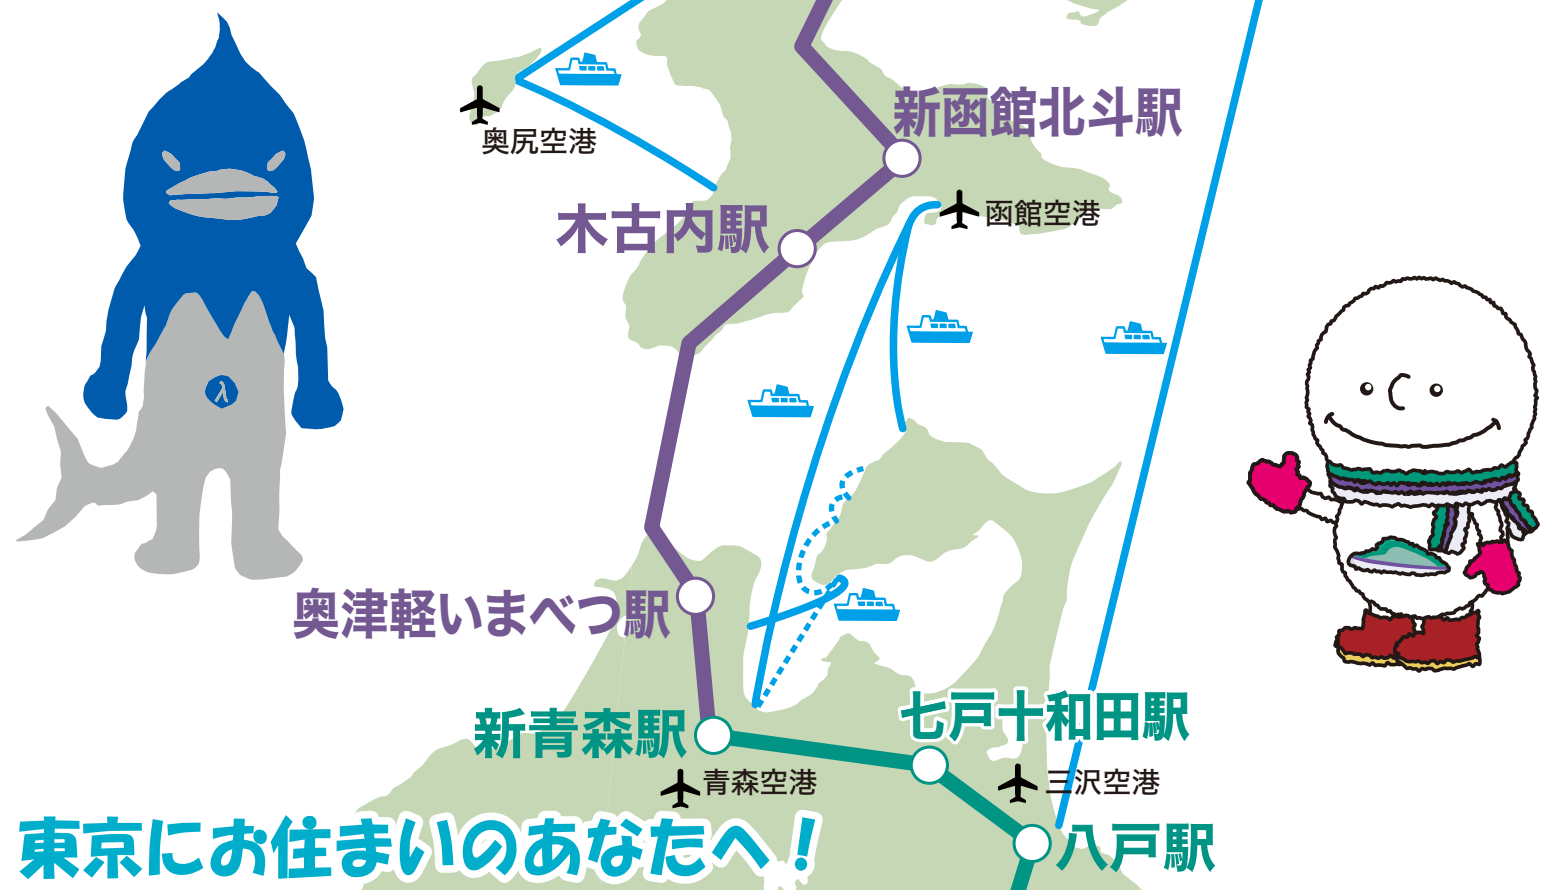 新函館北斗駅
奥尻空港
木古内駅
函館空港
λ
奥津軽いまべつ駅
七戸十和田駅
新青森駅
青森空港
三沢空港
東京にお住まいのあなたへ！
八戸駅